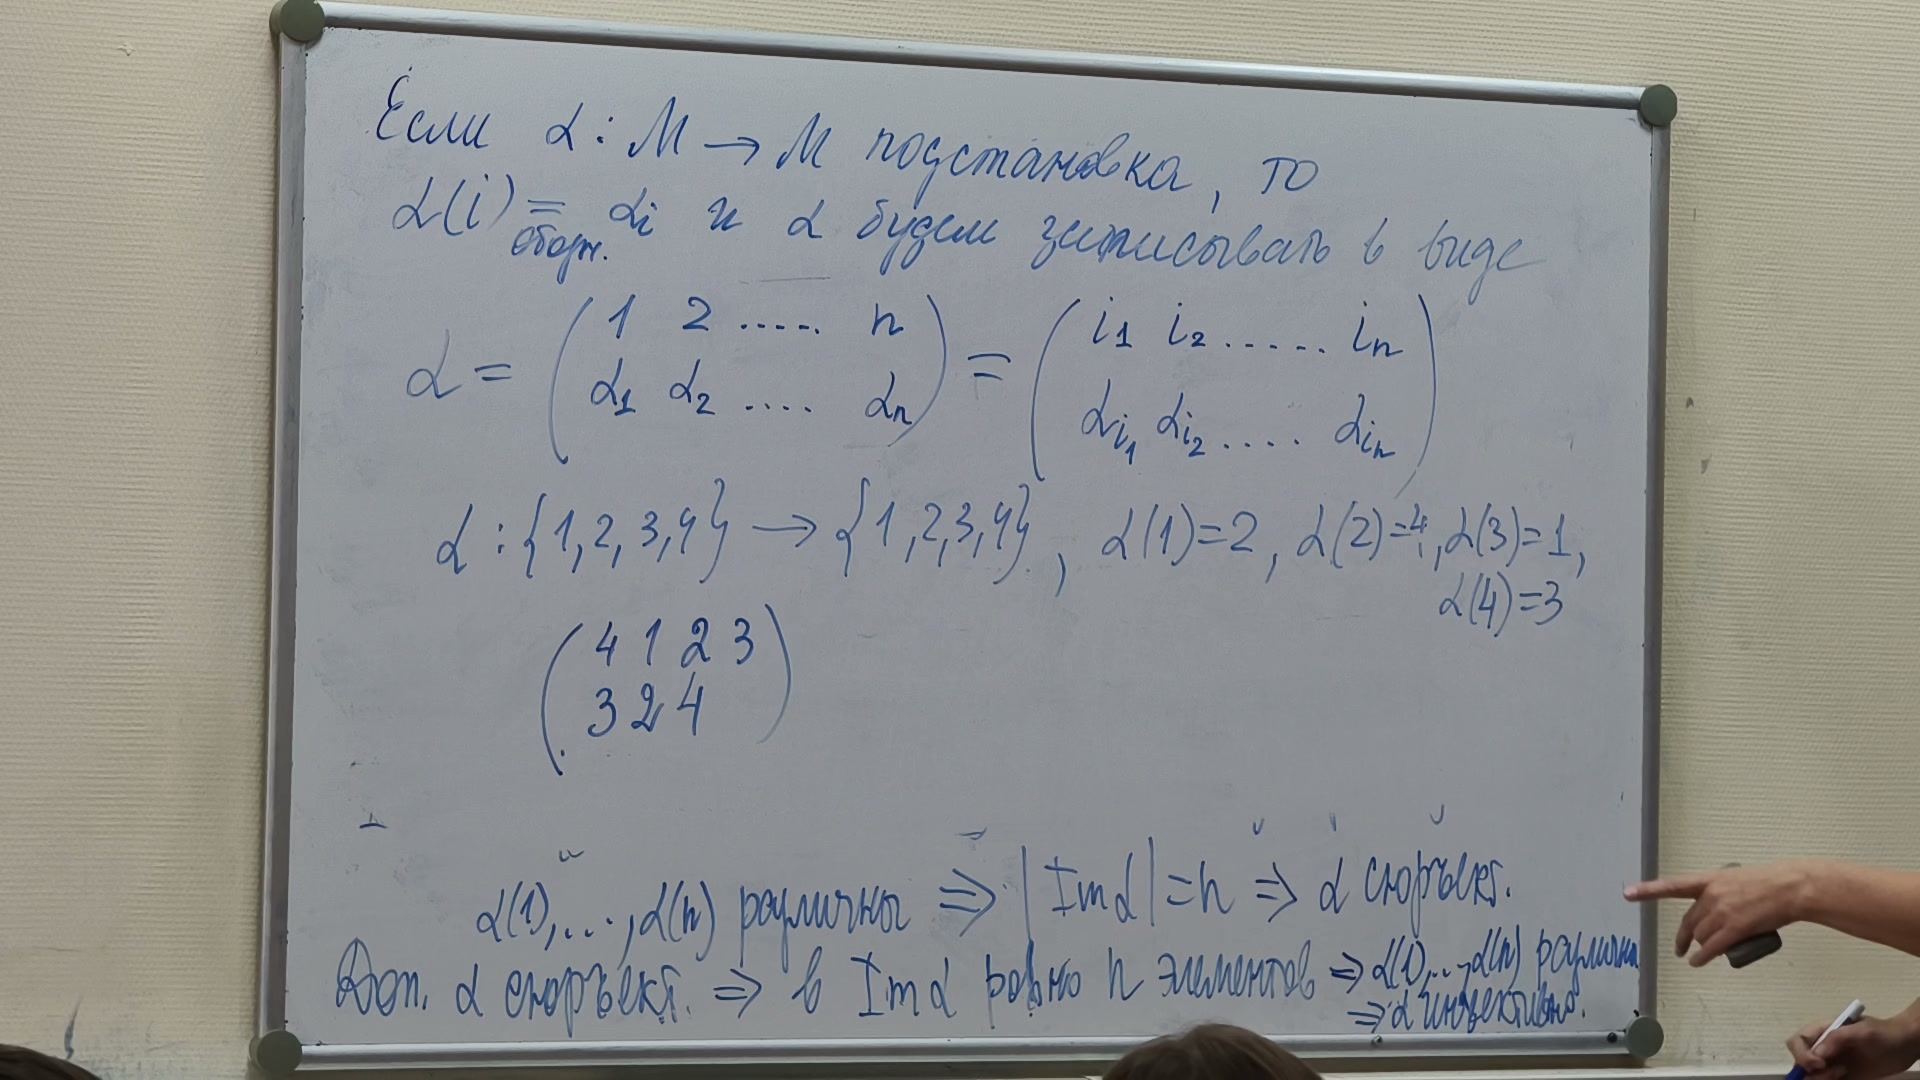 Если α : M → M подстановка, то
α(i) = αi и α будем записывать в виде
обозн.
α = ( 1 2 ..... n ) = ( i1 i2 ..... in )
( α1 α2 .... αn ) ( αi1 αi2 .... αin )
α : {1,2,3,4} → {1,2,3,4}, α(1)=2, α(2)=4, α(3)=1,
α(4)=3
( 4 1 2 3 )
( 3 2 4 )
α(1),...,α(n) различны ⇒ |Im α| = n ⇒ α сюръект.
Доп. α сюръект. ⇒ в Im α ровно n элементов ⇒ α(1),...,α(n) различны
⇒ α инъективно.